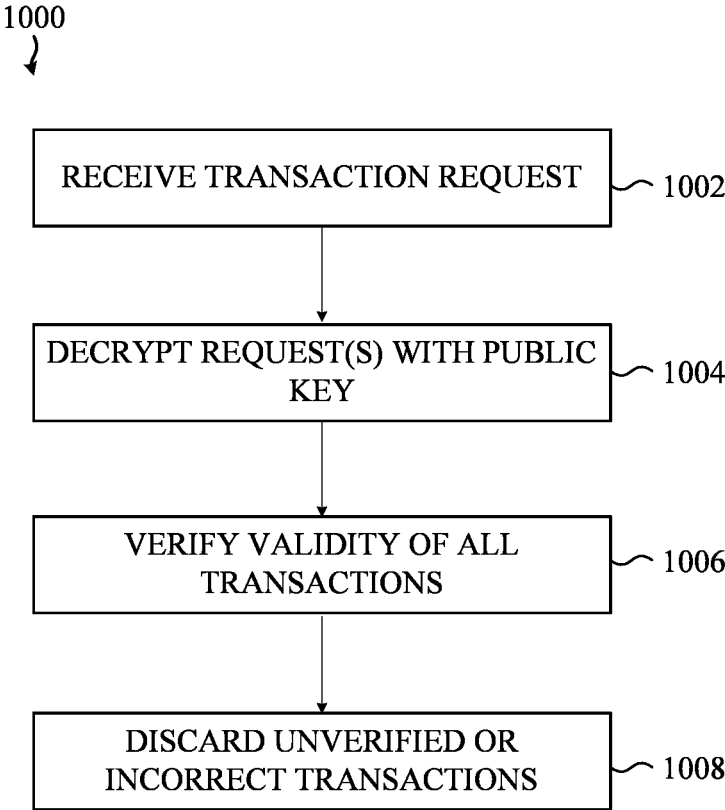 1000
RECEIVE TRANSACTION REQUEST
1002
DECRYPT REQUEST(S) WITH PUBLIC
KEY
1004
VERIFY VALIDITY OF ALL
TRANSACTIONS
1006
DISCARD UNVERIFIED OR
INCORRECT TRANSACTIONS
1008